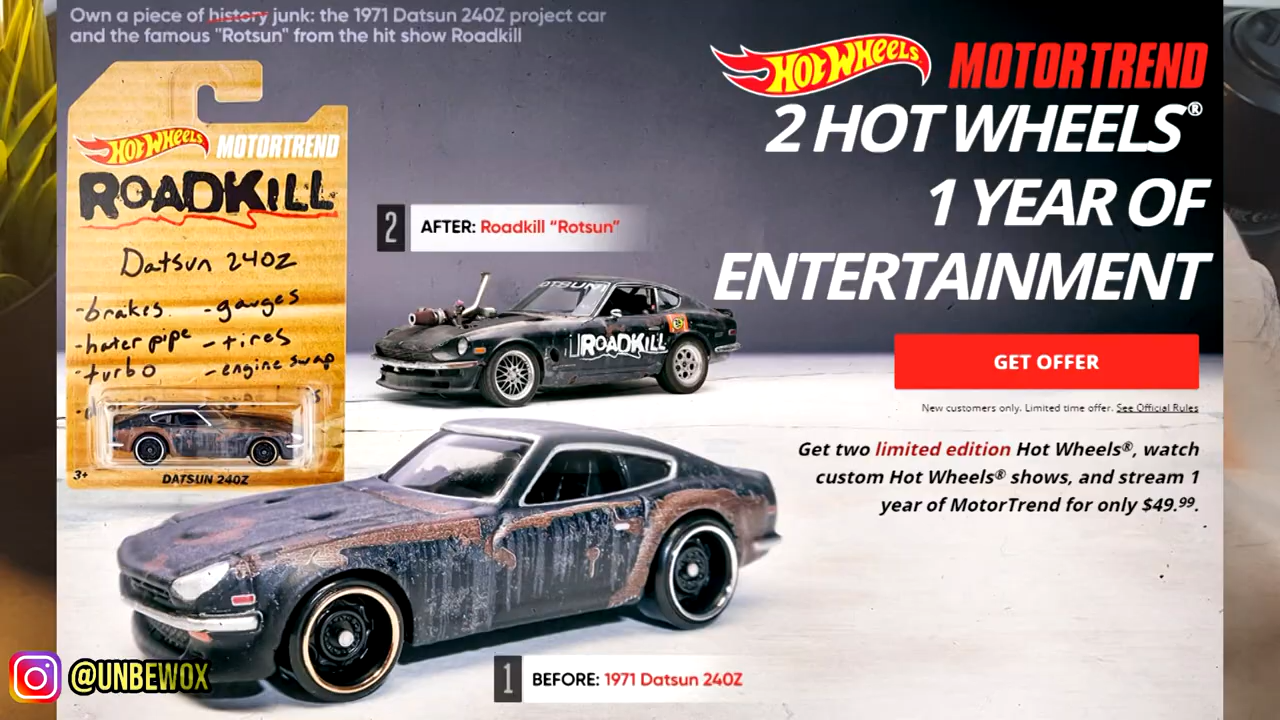 Own a piece of history junk: the 1971 Datsun 240Z project car
and the famous "Rotsun" from the hit show Roadkill
Hot Wheels MOTORTREND
2 HOT WHEELS®
1 YEAR OF
ENTERTAINMENT
GET OFFER
New customers only. Limited time offer. See Official Rules
Get two limited edition Hot Wheels®, watch
custom Hot Wheels® shows, and stream 1
year of MotorTrend for only $49.99.
Hot Wheels MOTORTREND
ROADKILL
Datsun 240Z
-brakes -gauges
-hater pipe -tires
-turbo -engine swap
3+ DATSUN 240Z
2 AFTER: Roadkill “Rotsun”
ROADKILL
1 BEFORE: 1971 Datsun 240Z
@UNBEWOX